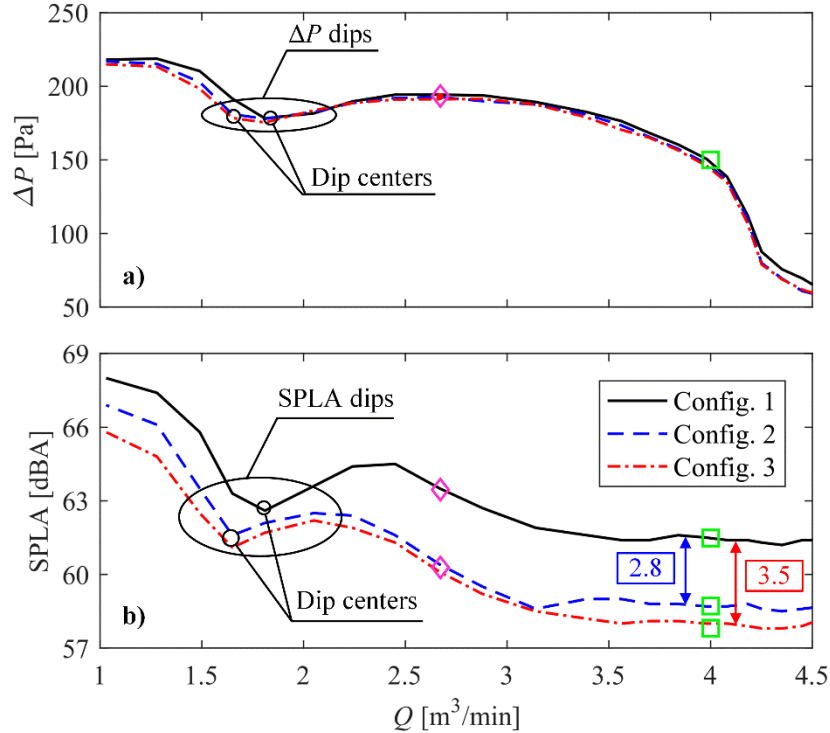 ΔP dips
200
150
100
50
ΔP [Pa]
Dip centers
a)
69
66
63
60
57
SPLA [dBA]
SPLA dips
Config. 1
Config. 2
Config. 3
2.8
3.5
Dip centers
b)
1 1.5 2 2.5 3 3.5 4 4.5
Q [m³/min]
250